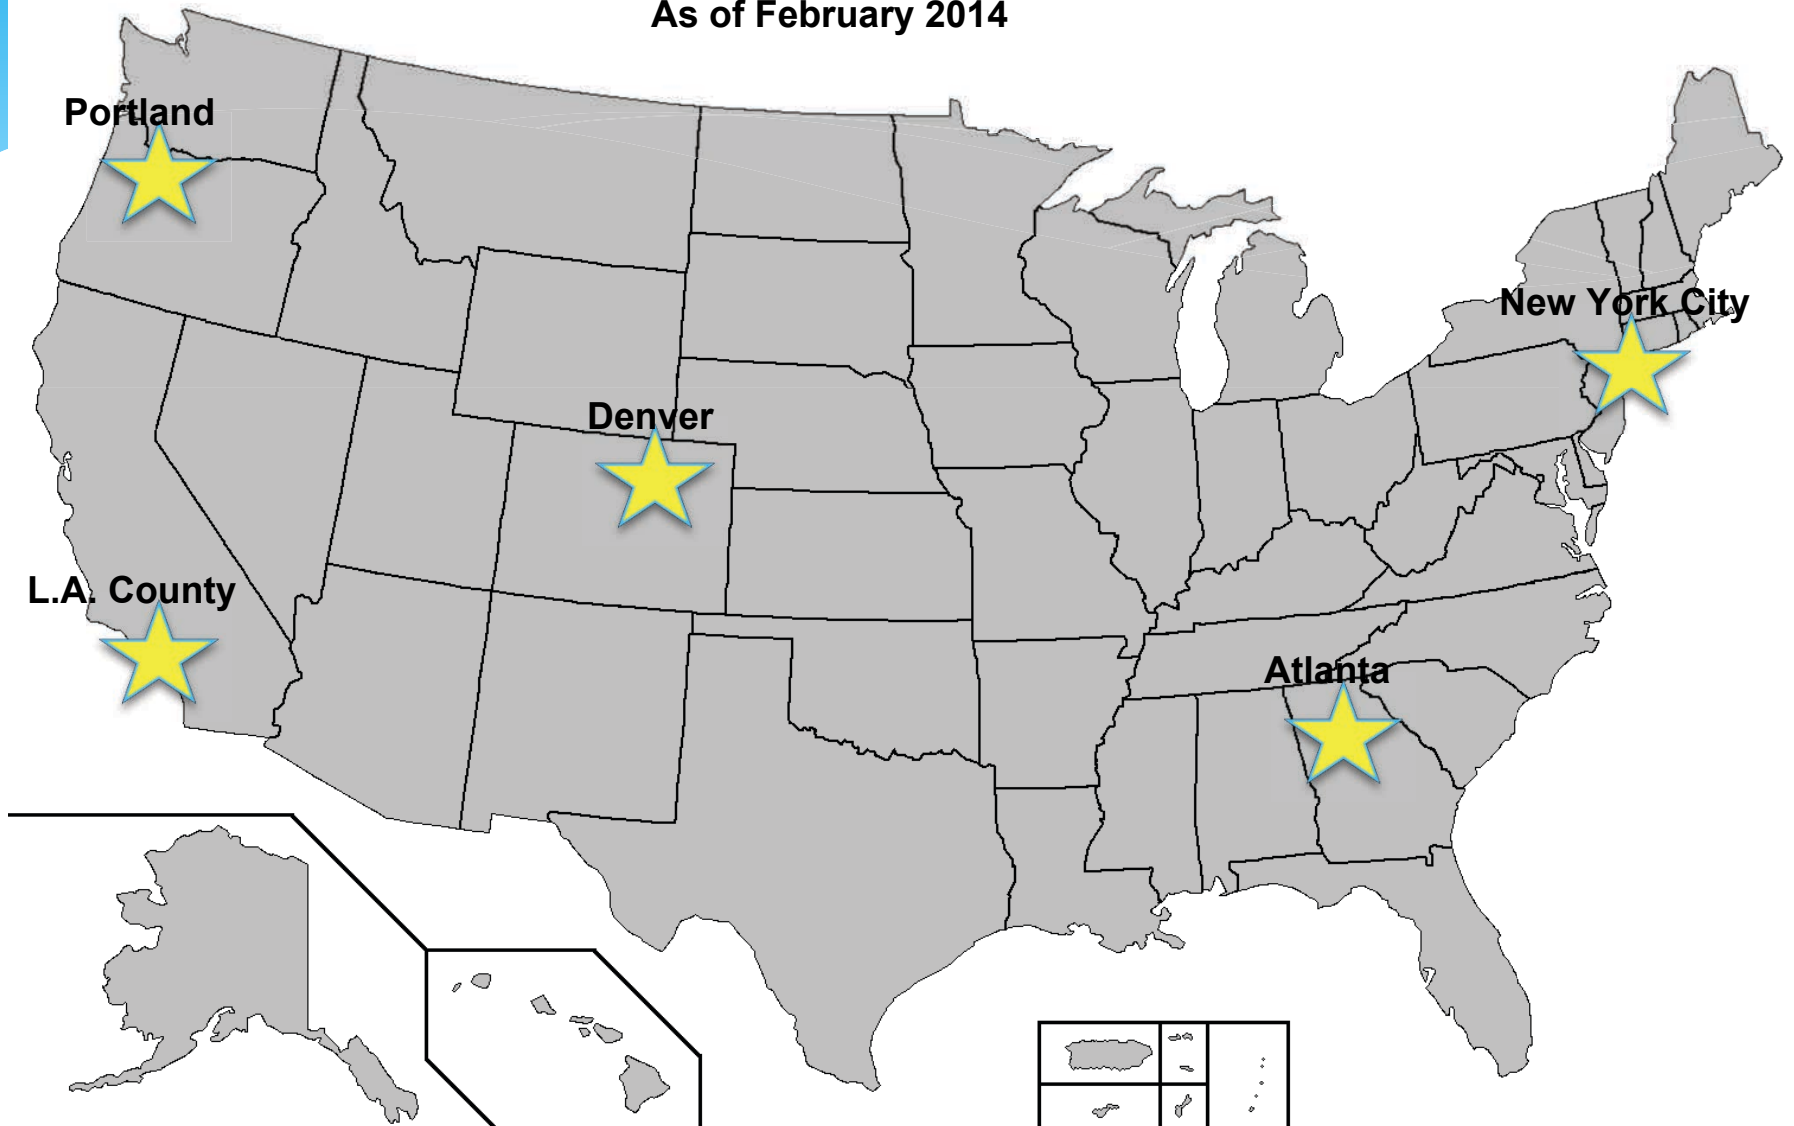 As of February 2014
Portland
New York City
Denver
L.A. County
Atlanta